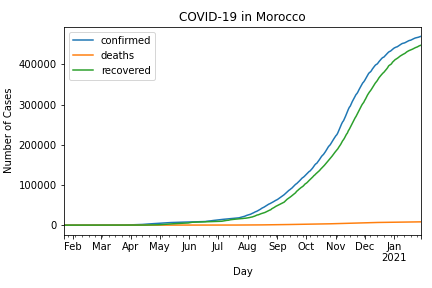 COVID-19 in Morocco
confirmed
deaths
recovered
Number of Cases
400000
300000
200000
100000
0
Feb Mar Apr May Jun Jul Aug Sep Oct Nov Dec Jan
2021
Day